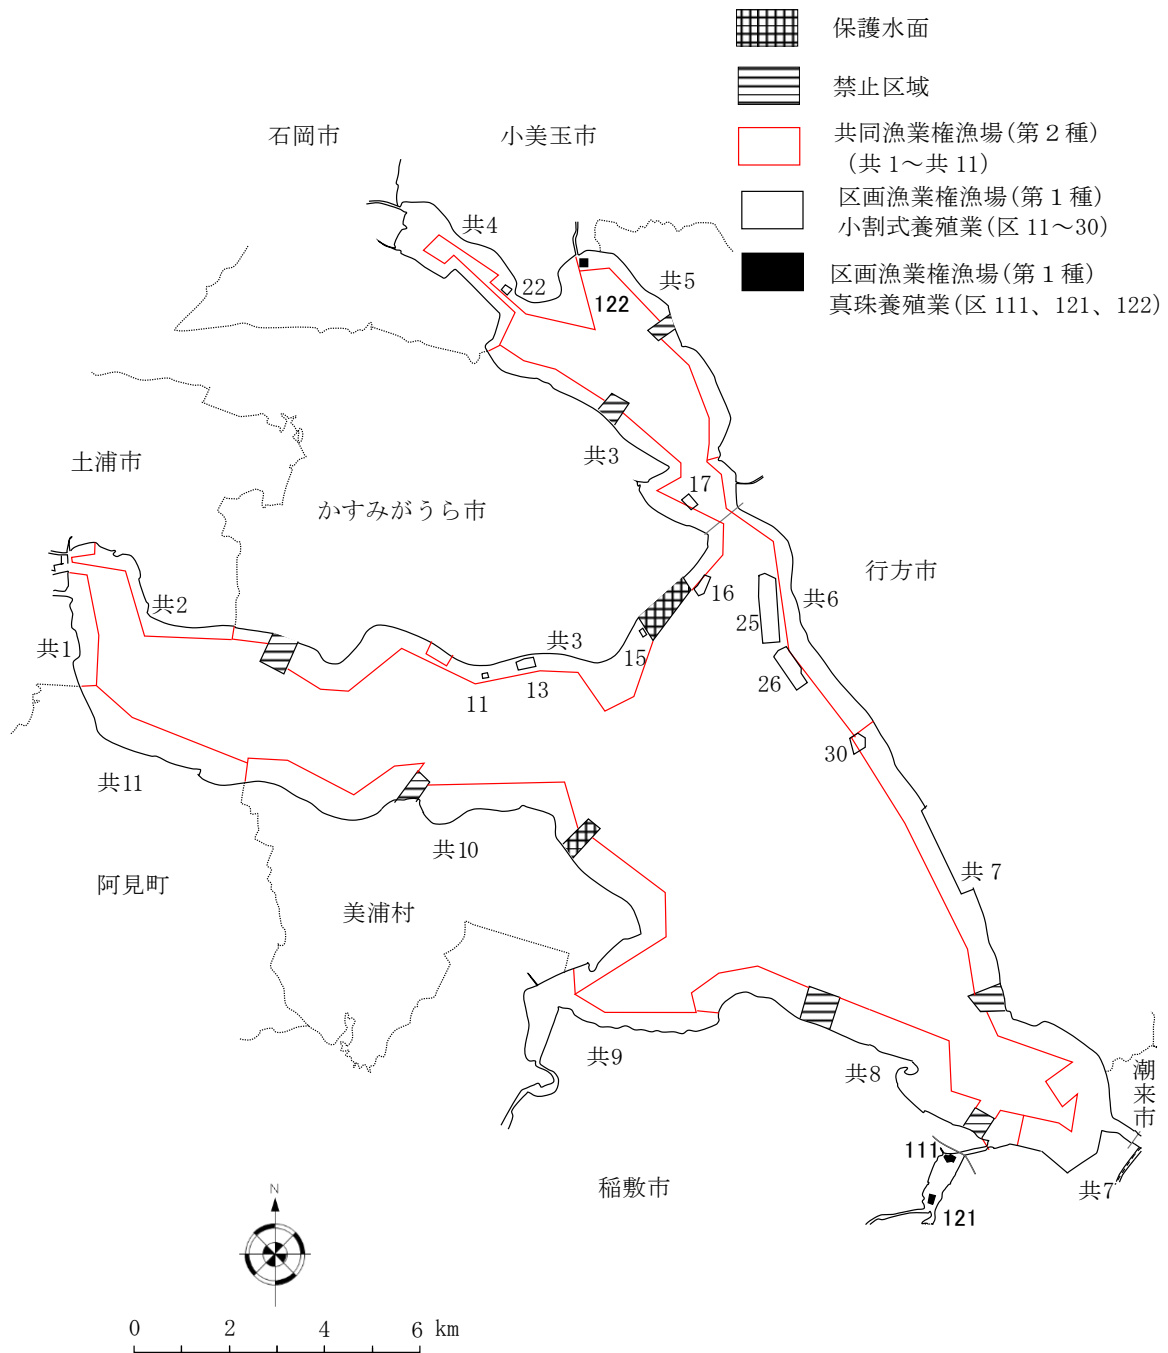 保護水面
禁止区域
共同漁業権漁場(第２種)
(共 1～共 11)
区画漁業権漁場(第１種)
小割式養殖業(区 11～30)
区画漁業権漁場(第１種)
真珠養殖業(区 111、121、122)
石岡市
小美玉市
共4
22
122
共5
共3
土浦市
かすみがうら市
17
行方市
共2
16
25
共6
共1
15
共3
11
13
26
30
共11
共10
共７
阿見町
美浦村
共9
共8
潮来市
111
121
共7
稲敷市
N
0 2 4 6 km